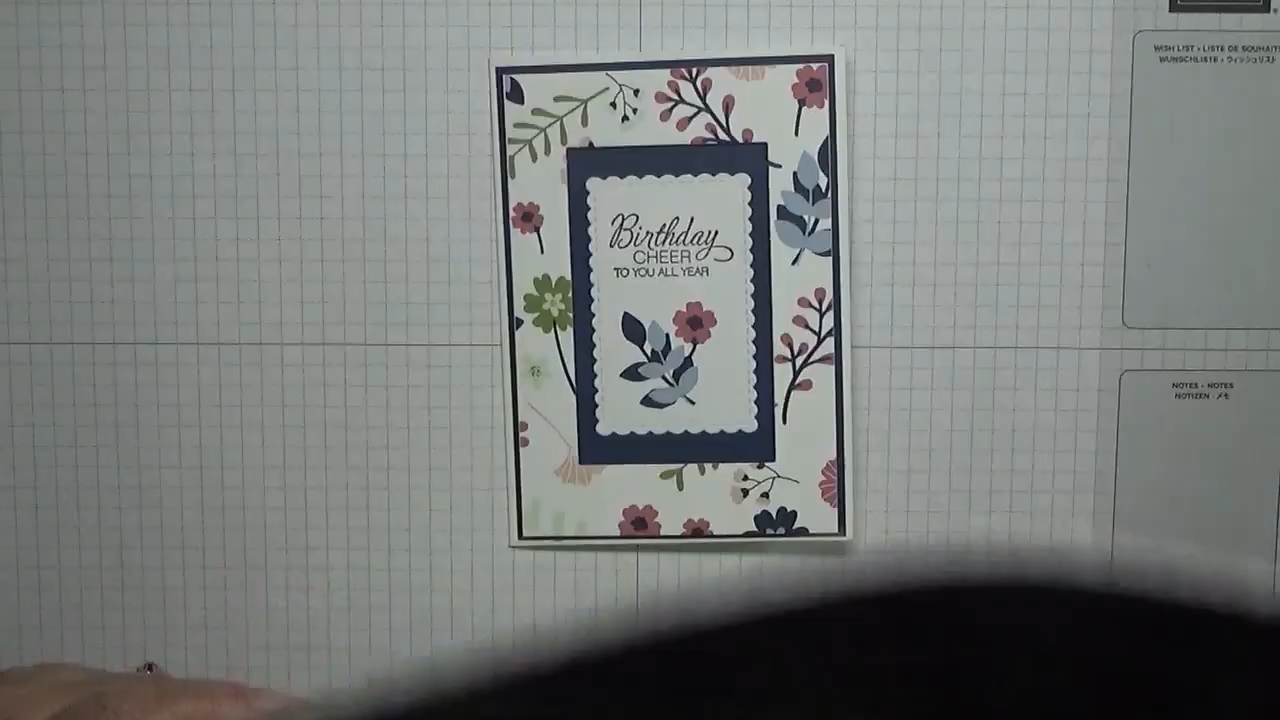 Birthday
CHEER
TO YOU ALL YEAR
WISH LIST • LISTE DE SOUHAITS
WUNSCHLISTE • ウィッシュリスト
NOTES • NOTES
NOTIZEN • メモ